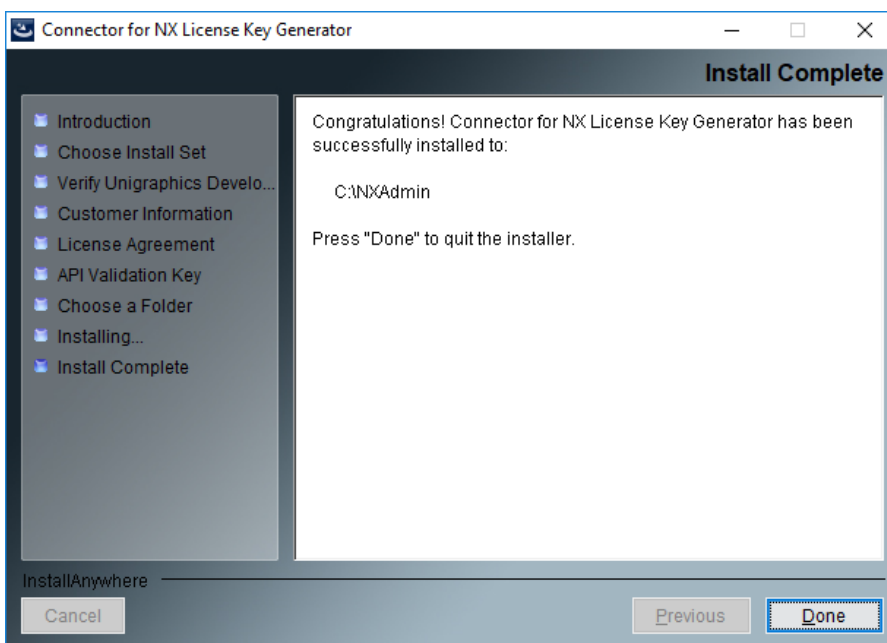 Connector for NX License Key Generator
Install Complete
Introduction
Choose Install Set
Verify Unigraphics Develo...
Customer Information
License Agreement
API Validation Key
Choose a Folder
Installing...
Install Complete
Congratulations! Connector for NX License Key Generator has been
successfully installed to:
C:\NXAdmin
Press "Done" to quit the installer.
InstallAnywhere
Cancel
Previous
Done